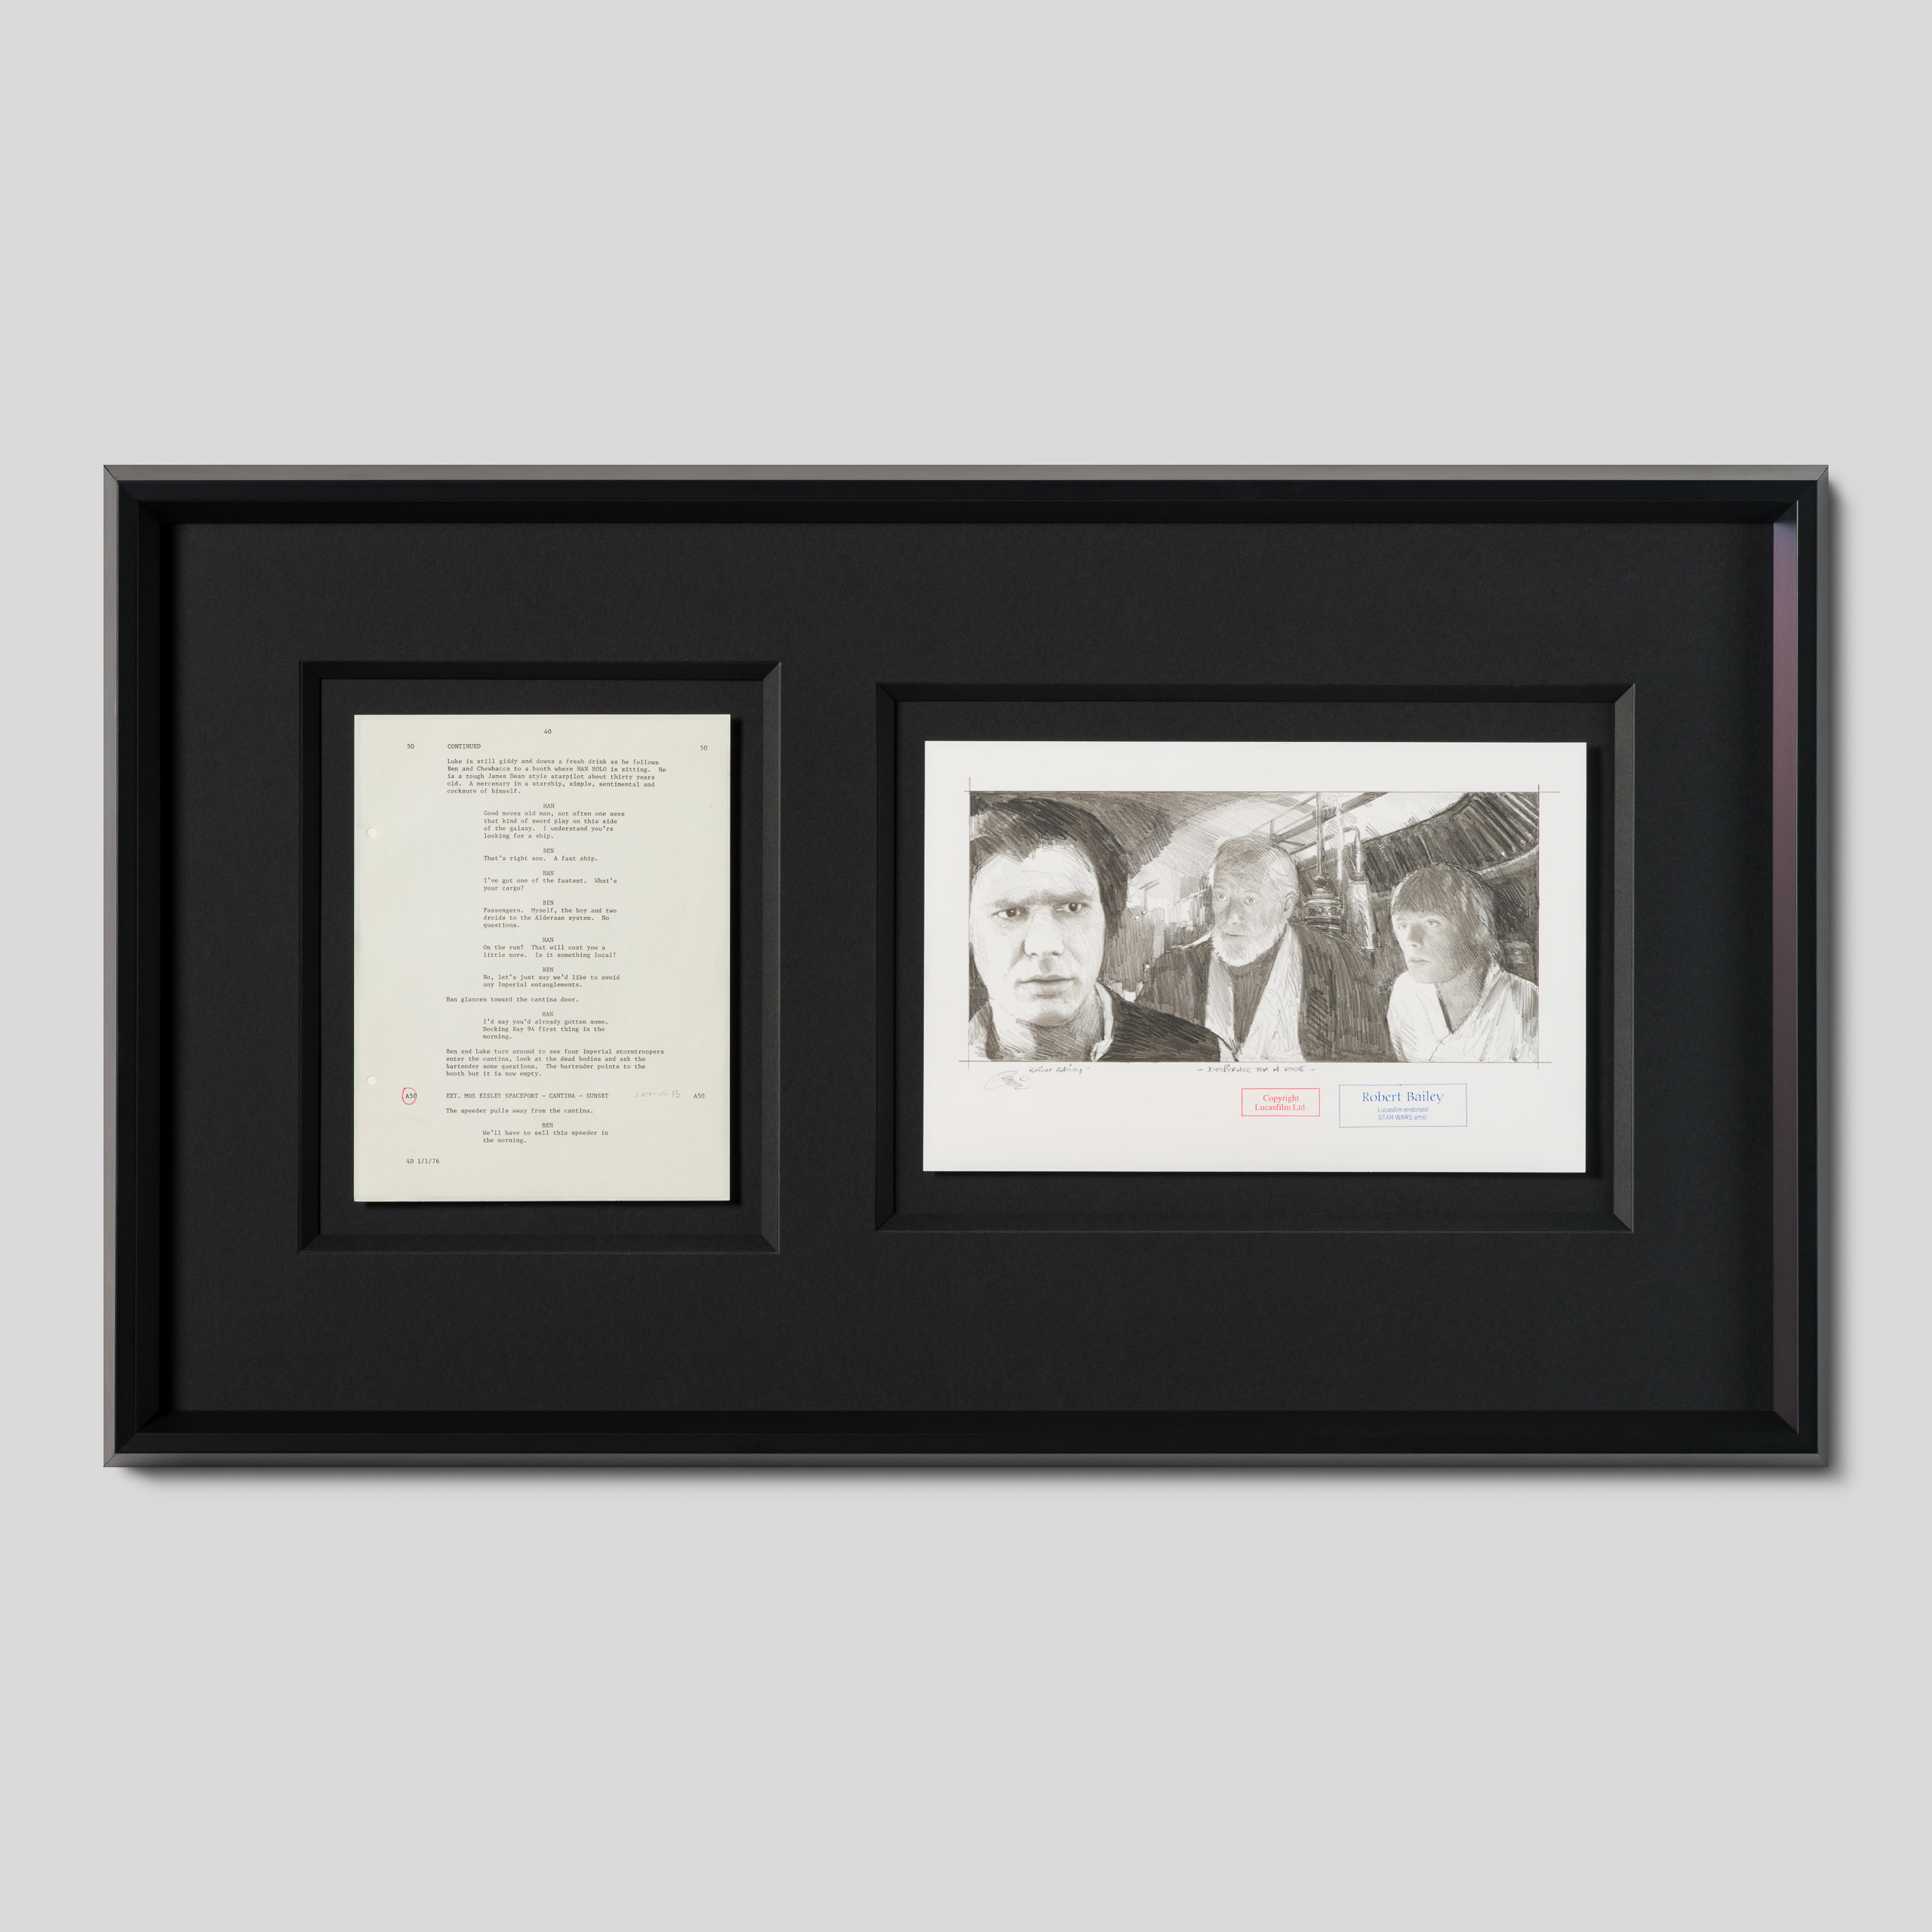 40
50 CONTINUED 50
Luke is still giddy and downs a fresh drink as he follows
Ben and Chewbacca to a booth where HAN SOLO is sitting. He
is a tough James Dean style starpilot about thirty years
old. A mercenary in a starship, simple, sentimental and
cocksure of himself.
HAN
Good moves old man, not often one sees
that kind of sword play on this side
of the galaxy. I understand you're
looking for a ship.
BEN
That's right son. A fast ship.
HAN
I've got one of the fastest. What's
your cargo?
BEN
Passengers. Myself, the boy and two
droids to the Alderaan system. No
questions.
HAN
On the run? That will cost you a
little more. Is it something local?
BEN
No, let's just say we'd like to avoid
any Imperial entanglements.
Han glances toward the cantina door.
HAN
I'd say you'd already gotten some.
Docking Bay 94 first thing in the
morning.
Ben and Luke turn around to see four Imperial stormtroopers
enter the cantina, look at the dead bodies and ask the
bartender some questions. The bartender points to the
booth but it is now empty.
A50 EXT. MOS EISLEY SPACEPORT - CANTINA - SUNSET A50
The speeder pulls away from the cantina.
BEN
We'll have to sell this speeder in
the morning.
4D 1/1/76
Robert Bailey
- DESPERATE FOR A RIDE -
Copyright
Lucasfilm Ltd.
Robert Bailey
Lucasfilm endorsed
STAR WARS artist